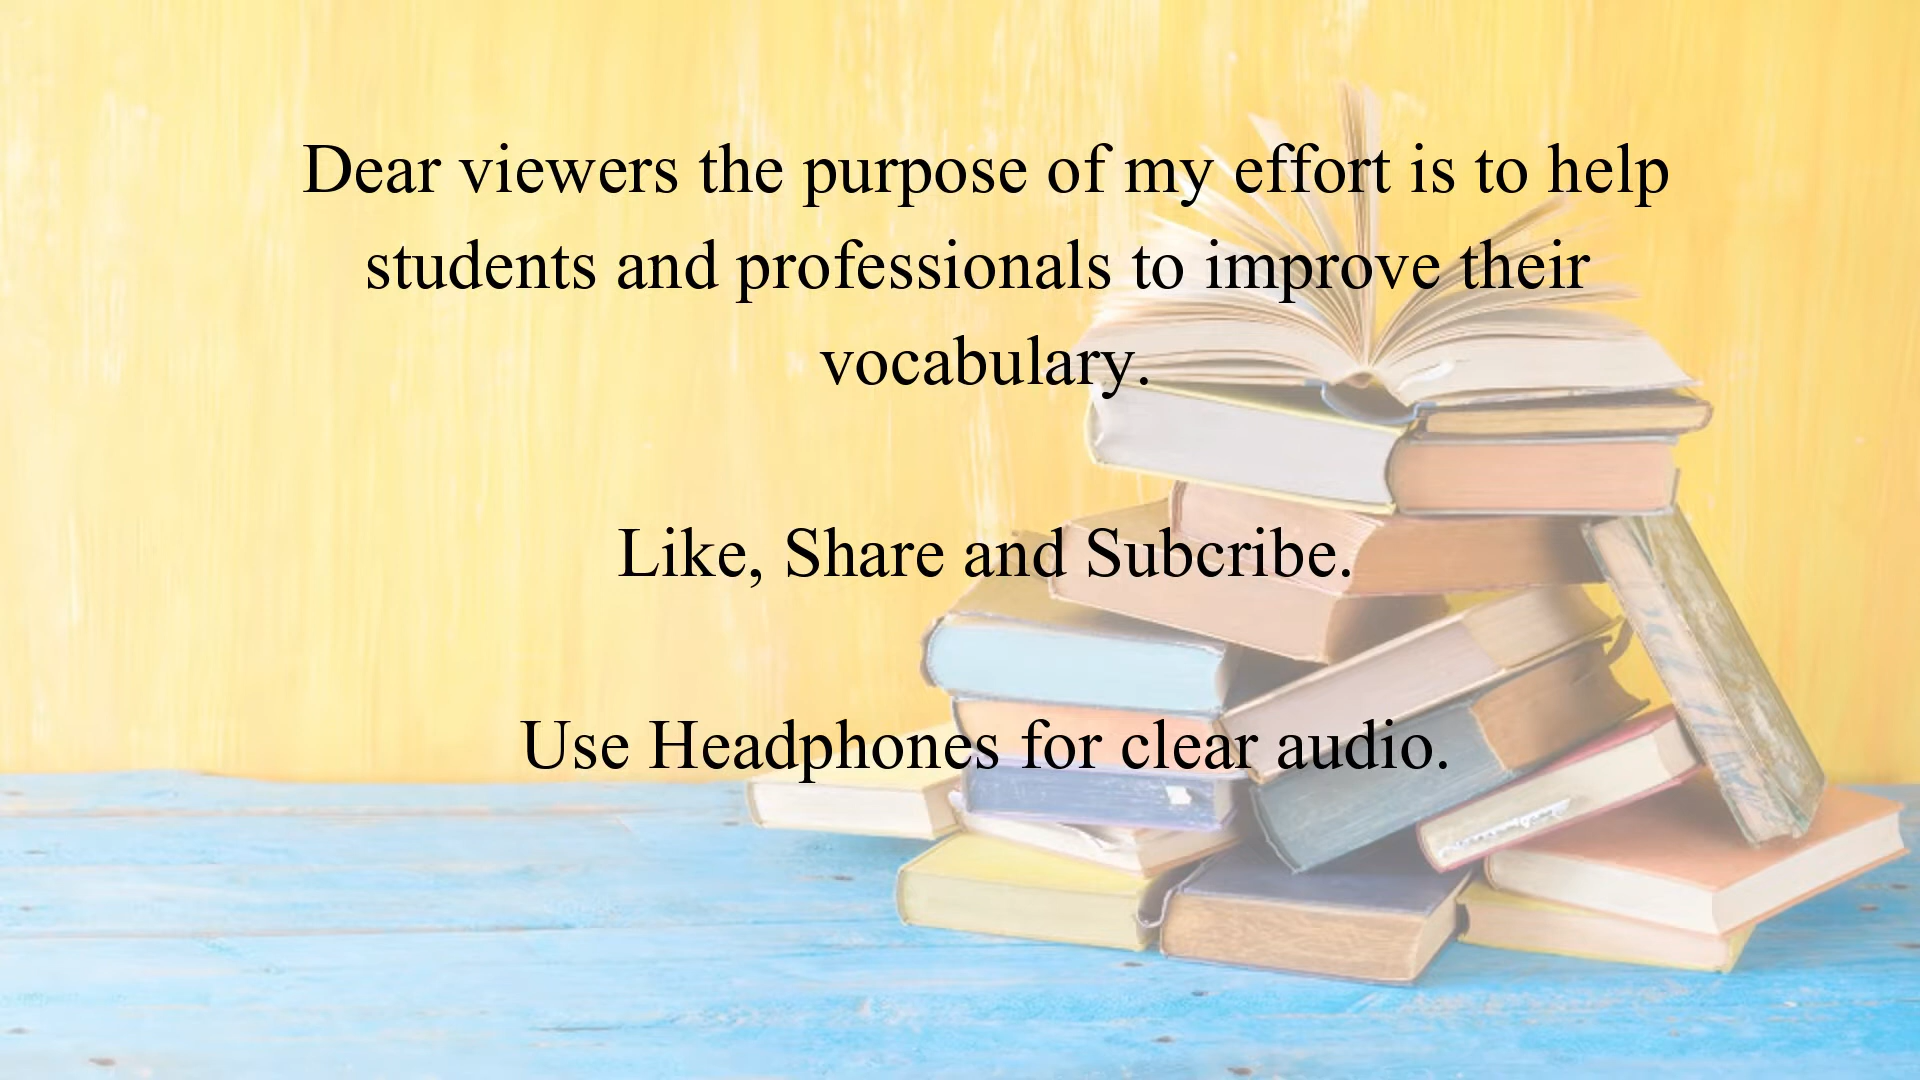 Dear viewers the purpose of my effort is to help
students and professionals to improve their
vocabulary.
Like, Share and Subcribe.
Use Headphones for clear audio.